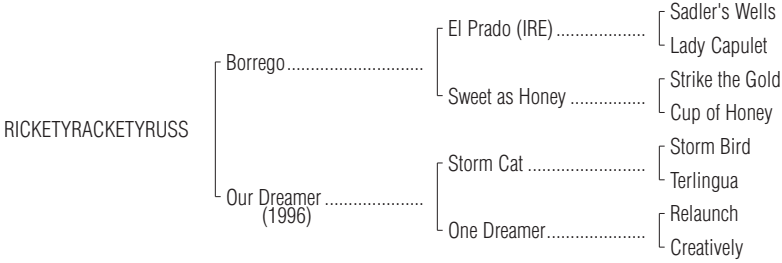 Sadler's Wells
El Prado (IRE)....................
Lady Capulet
Borrego..............................
Strike the Gold
Sweet as Honey.................
Cup of Honey
RICKETYRACKETYRUSS
Storm Bird
Storm Cat ..........................
Terlingua
Our Dreamer ......................
(1996)
Relaunch
One Dreamer......................
Creatively